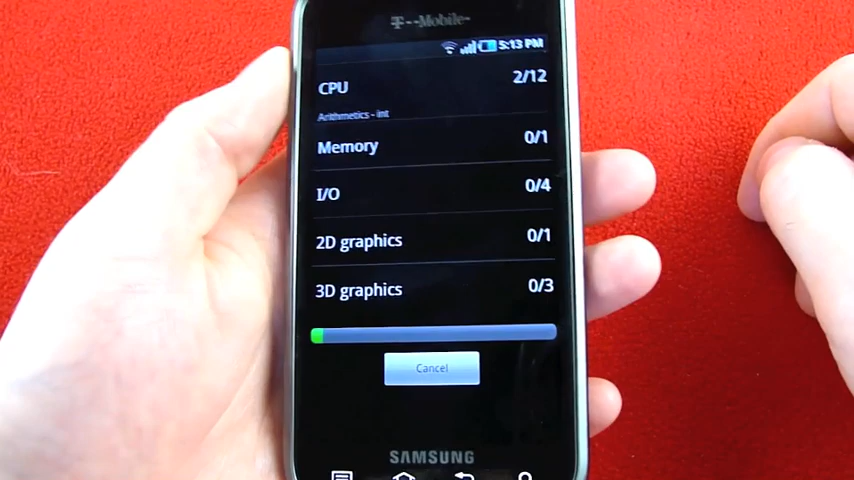 T-Mobile
5:13 PM
CPU 2/12
Arithmetics - int
Memory 0/1
I/O 0/4
2D graphics 0/1
3D graphics 0/3
Cancel
SAMSUNG